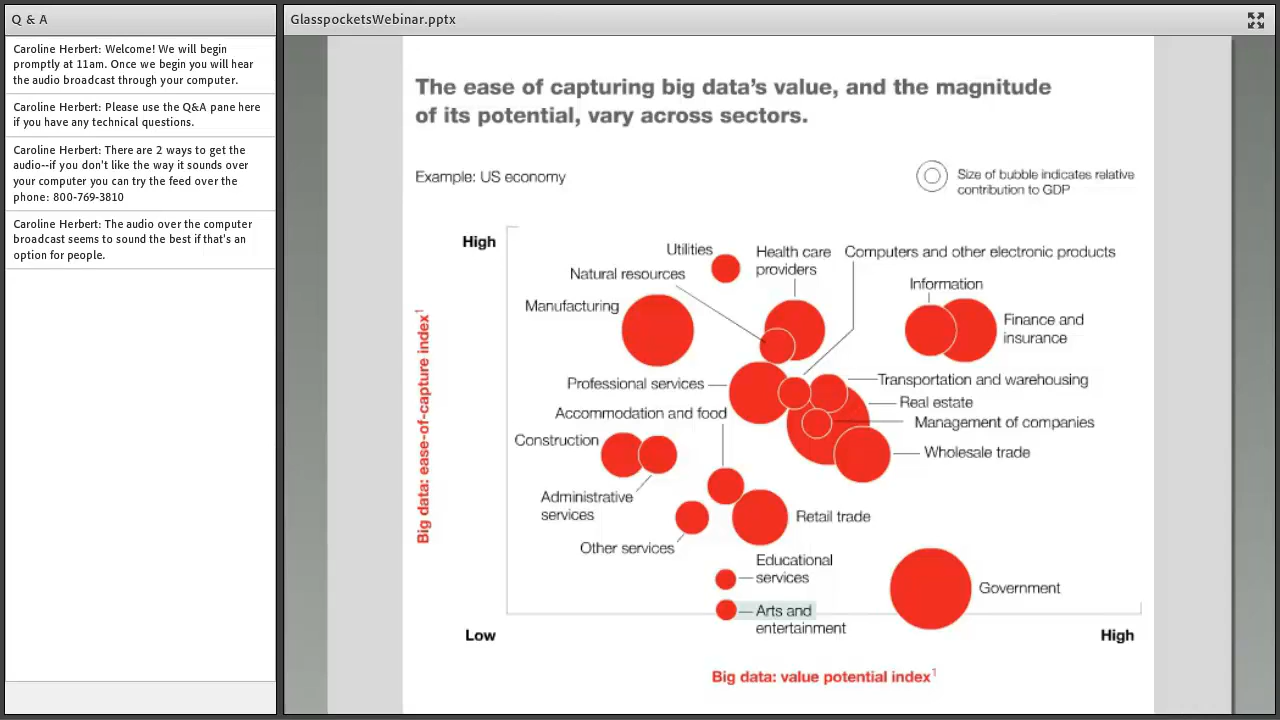 Q & A
Caroline Herbert: Welcome! We will begin
promptly at 11am. Once we begin you will hear
the audio broadcast through your computer.
Caroline Herbert: Please use the Q&A pane here
if you have any technical questions.
Caroline Herbert: There are 2 ways to get the
audio--if you don't like the way it sounds over
your computer you can try the feed over the
phone: 800-769-3810
Caroline Herbert: The audio over the computer
broadcast seems to sound the best if that's an
option for people.
GlasspocketsWebinar.pptx
The ease of capturing big data's value, and the magnitude
of its potential, vary across sectors.
Example: US economy
Size of bubble indicates relative
contribution to GDP
High
Big data: ease-of-capture index1
Utilities
Health care
providers
Computers and other electronic products
Natural resources
Information
Manufacturing
Finance and
insurance
Professional services
Transportation and warehousing
Real estate
Accommodation and food
Management of companies
Construction
Wholesale trade
Administrative
services
Retail trade
Other services
Educational
services
Government
Arts and
entertainment
Low
High
Big data: value potential index1